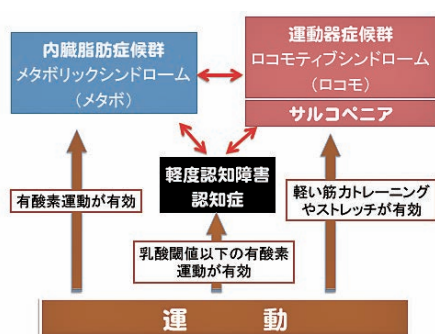 内臓脂肪症候群
メタボリックシンドローム
（メタボ）
運動器症候群
ロコモティブシンドローム
（ロコモ）
サルコペニア
軽度認知障害
認知症
有酸素運動が有効
乳酸閾値以下の有酸素
運動が有効
軽い筋力トレーニング
やストレッチが有効
運　動